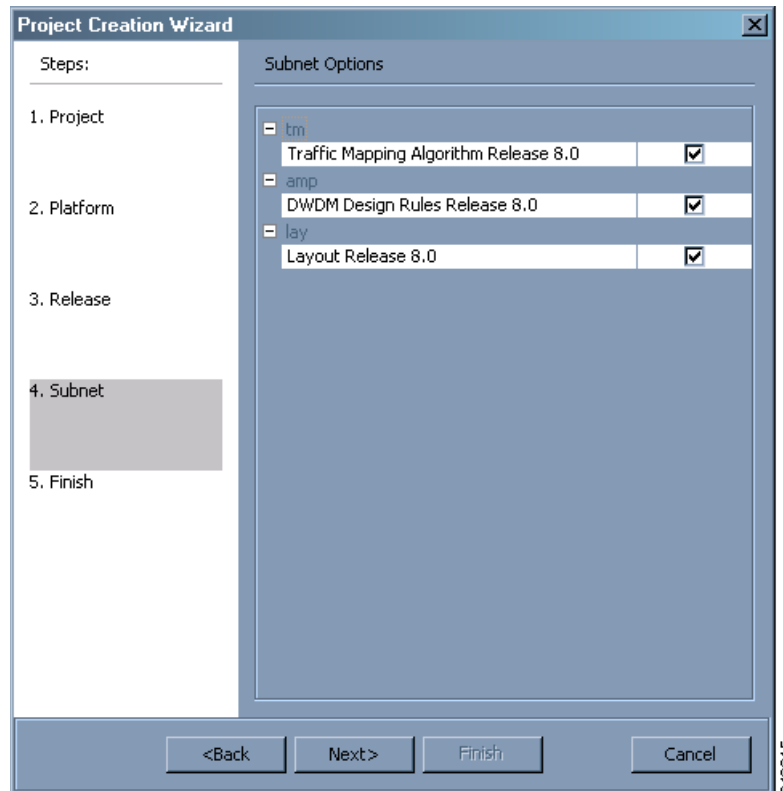 Project Creation Wizard
Steps:
Subnet Options
1. Project
2. Platform
3. Release
4. Subnet
5. Finish
tm
Traffic Mapping Algorithm Release 8.0
amp
DWDM Design Rules Release 8.0
lay
Layout Release 8.0
<Back
Next>
Finish
Cancel